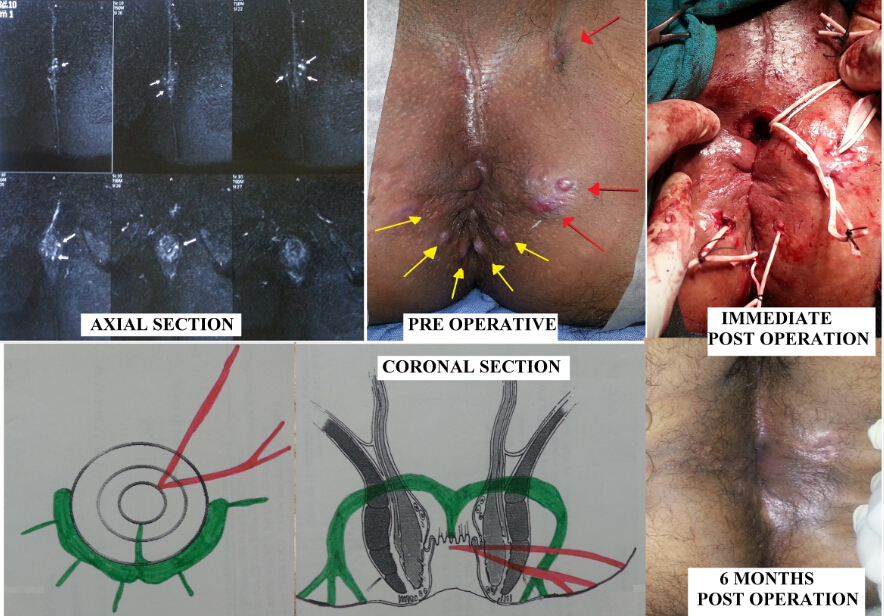 AXIAL SECTION
PRE OPERATIVE
IMMEDIATE
POST OPERATION
CORONAL SECTION
6 MONTHS
POST OPERATION